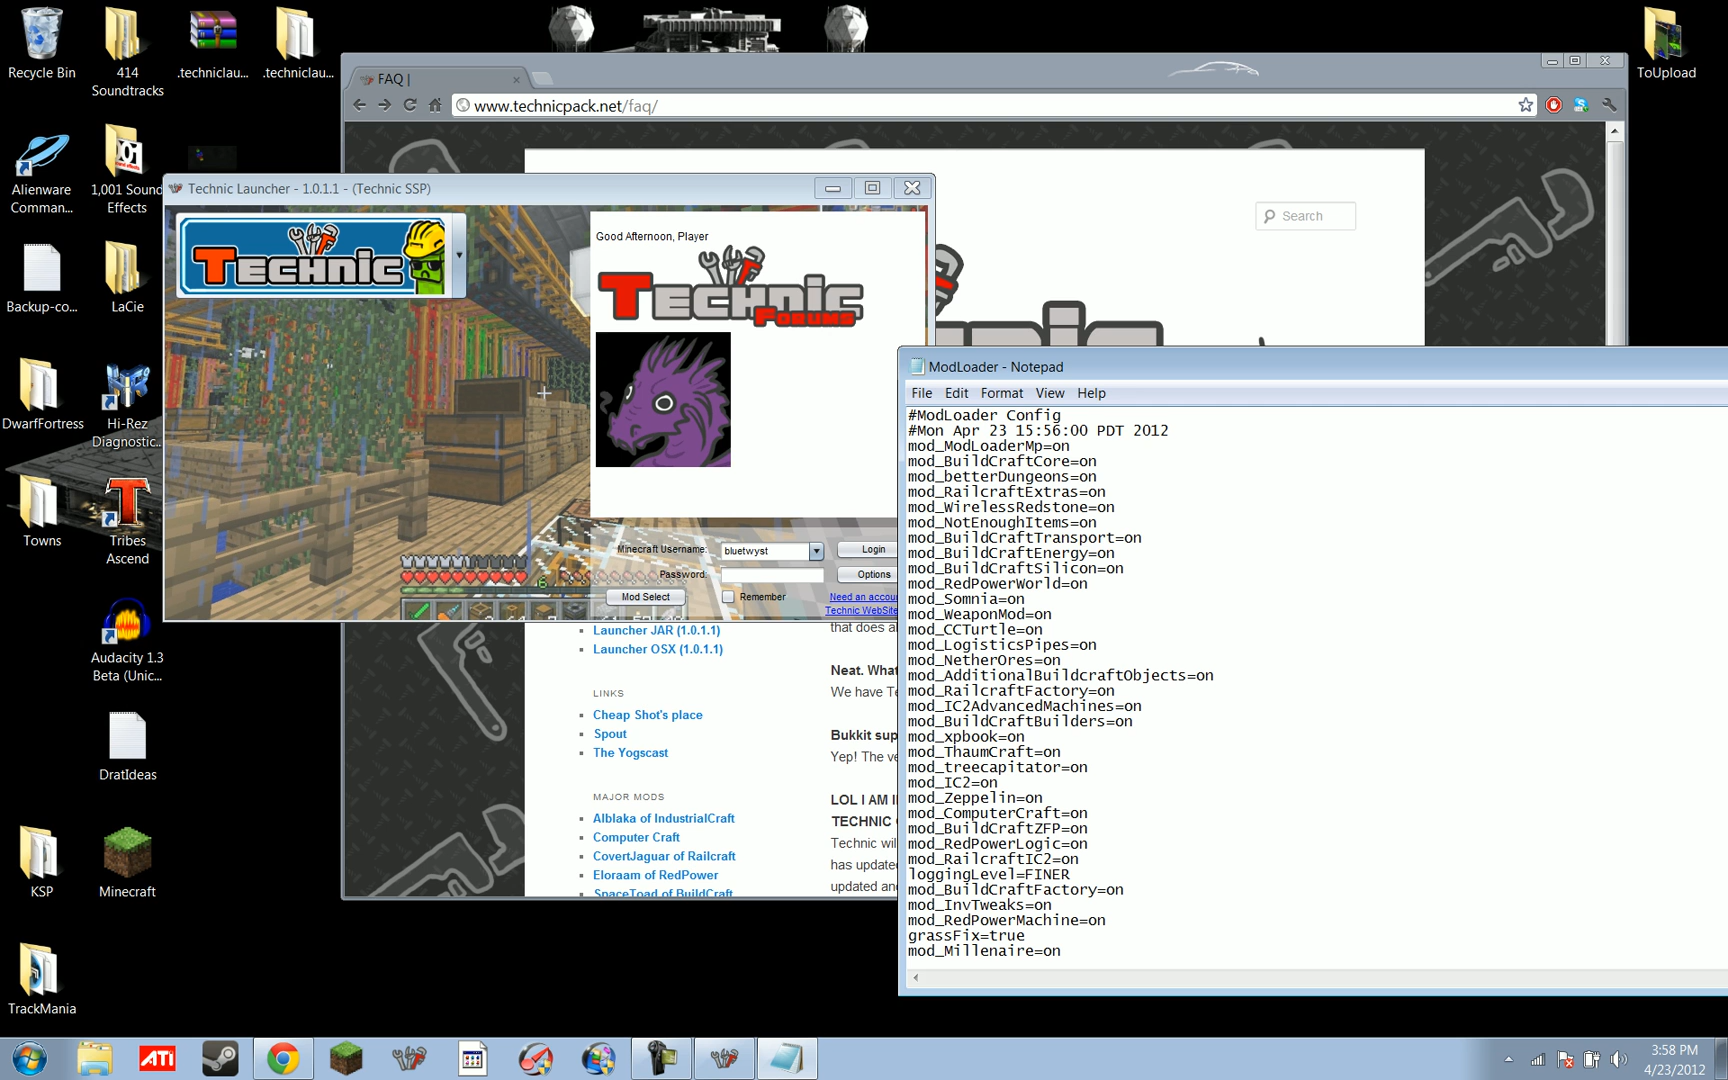 Recycle Bin
414
Soundtracks
.techniclau...
.techniclau...
ToUpload
Alienware
Comman...
1,001 Sound
Effects
Backup-co...
LaCie
DwarfFortress
Hi-Rez
Diagnostic...
Towns
Tribes
Ascend
Audacity 1.3
Beta (Unic...
DratIdeas
KSP
Minecraft
TrackMania
FAQ |
www.technicpack.net/faq/
Search
Technic Launcher - 1.0.1.1 - (Technic SSP)
TECHNIC
Good Afternoon, Player
TECHNIC
FORUMS
Minecraft Username:
bluetwyst
Login
Password:
Options
Mod Select
Remember
Need an accou
Technic WebSite
Launcher JAR (1.0.1.1)
Launcher OSX (1.0.1.1)
LINKS
Cheap Shot's place
Spout
The Yogscast
MAJOR MODS
Alblaka of IndustrialCraft
Computer Craft
CovertJaguar of Railcraft
Eloraam of RedPower
SpaceToad of BuildCraft
that does a
Neat. What
We have Te
Bukkit sup
Yep! The ve
LOL I AM I
TECHNIC
Technic wil
has update
updated an
ModLoader - Notepad
File Edit Format View Help
#ModLoader Config
#Mon Apr 23 15:56:00 PDT 2012
mod_ModLoaderMp=on
mod_BuildCraftCore=on
mod_betterDungeons=on
mod_RailcraftExtras=on
mod_WirelessRedstone=on
mod_NotEnoughItems=on
mod_BuildCraftTransport=on
mod_BuildCraftEnergy=on
mod_BuildCraftSilicon=on
mod_RedPowerWorld=on
mod_Somnia=on
mod_WeaponMod=on
mod_CCTurtle=on
mod_LogisticsPipes=on
mod_NetherOres=on
mod_AdditionalBuildcraftObjects=on
mod_RailcraftFactory=on
mod_IC2AdvancedMachines=on
mod_BuildCraftBuilders=on
mod_xpbook=on
mod_ThaumCraft=on
mod_treecapitator=on
mod_IC2=on
mod_Zeppelin=on
mod_ComputerCraft=on
mod_BuildCraftZFP=on
mod_RedPowerLogic=on
mod_RailcraftIC2=on
loggingLevel=FINER
mod_BuildCraftFactory=on
mod_InvTweaks=on
mod_RedPowerMachine=on
grassFix=true
mod_Millenaire=on
ATI
3:58 PM
4/23/2012